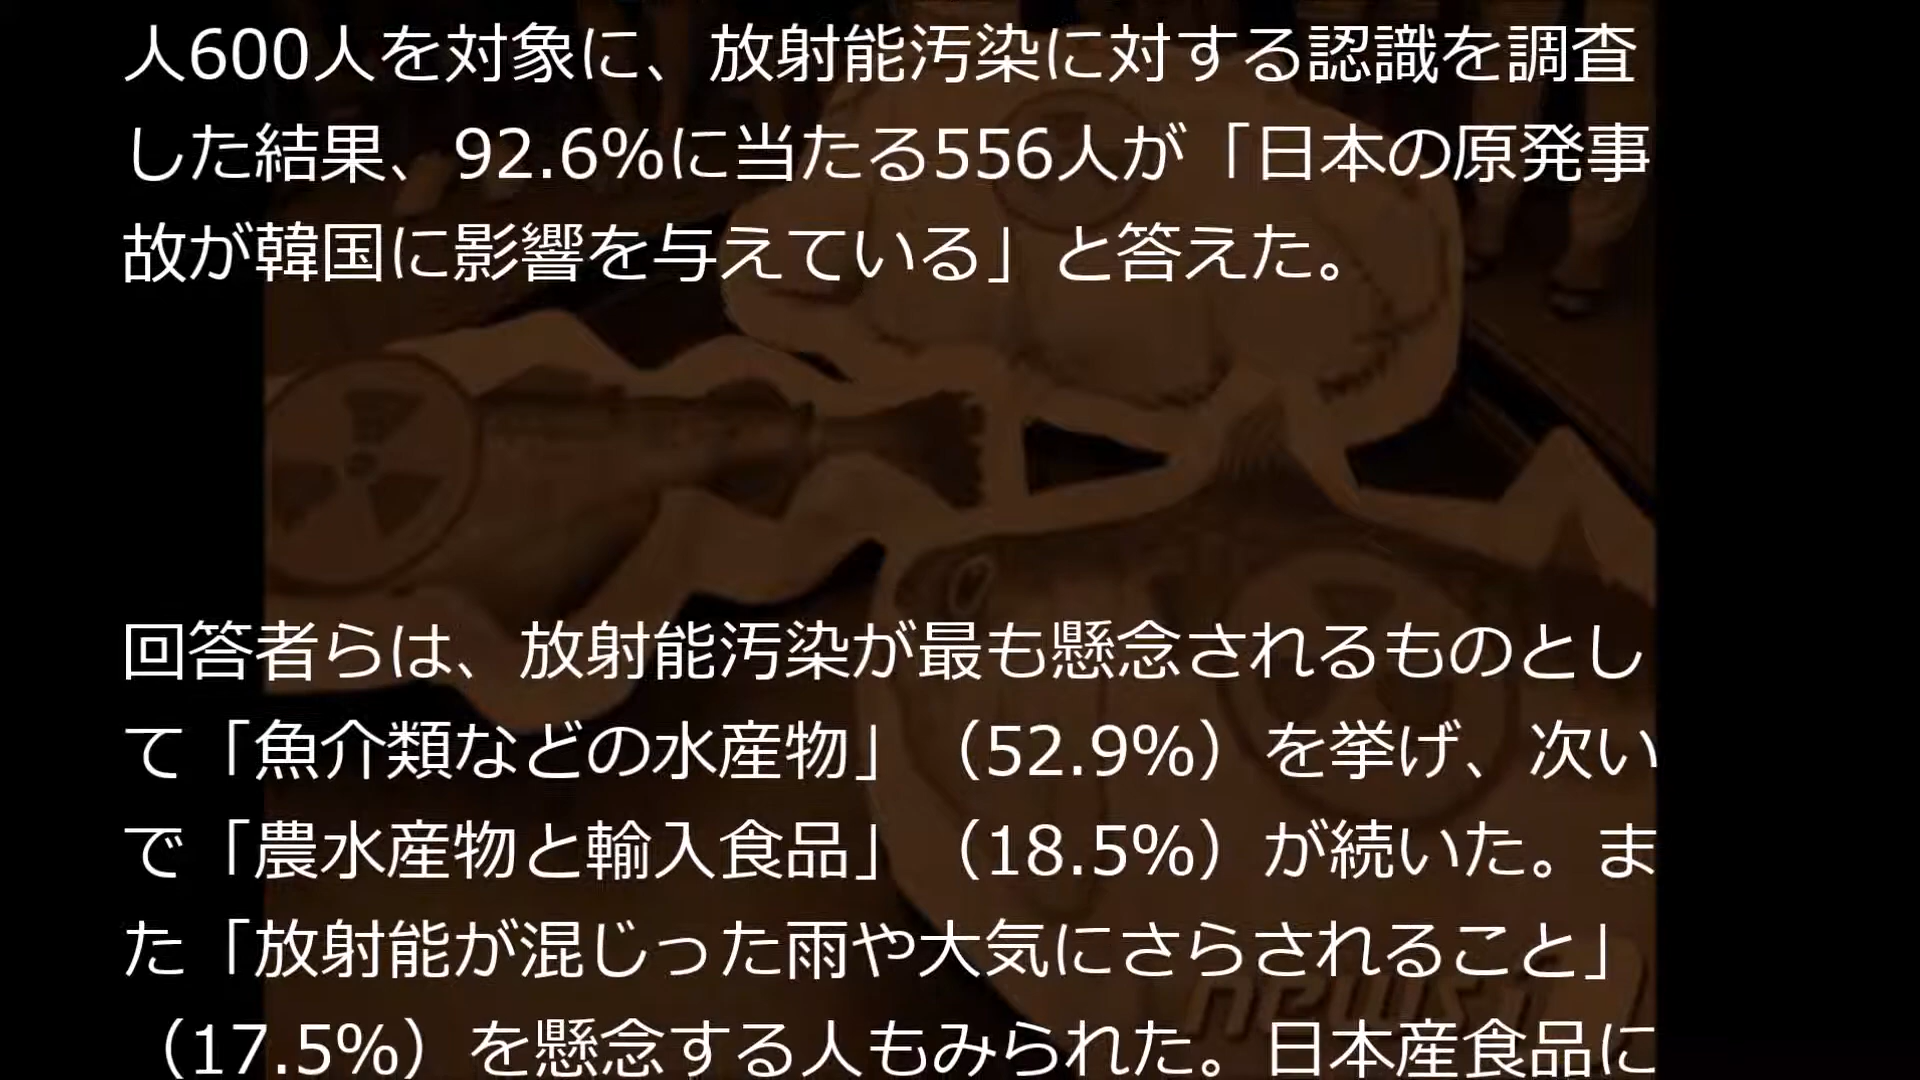 人600人を対象に、放射能汚染に対する認識を調査
した結果、92.6%に当たる556人が「日本の原発事
故が韓国に影響を与えている」と答えた。
回答者らは、放射能汚染が最も懸念されるものとし
て「魚介類などの水産物」（52.9%）を挙げ、次い
で「農水産物と輸入食品」（18.5%）が続いた。ま
た「放射能が混じった雨や大気にさらされること」
（17.5%）を懸念する人もみられた。日本産食品に